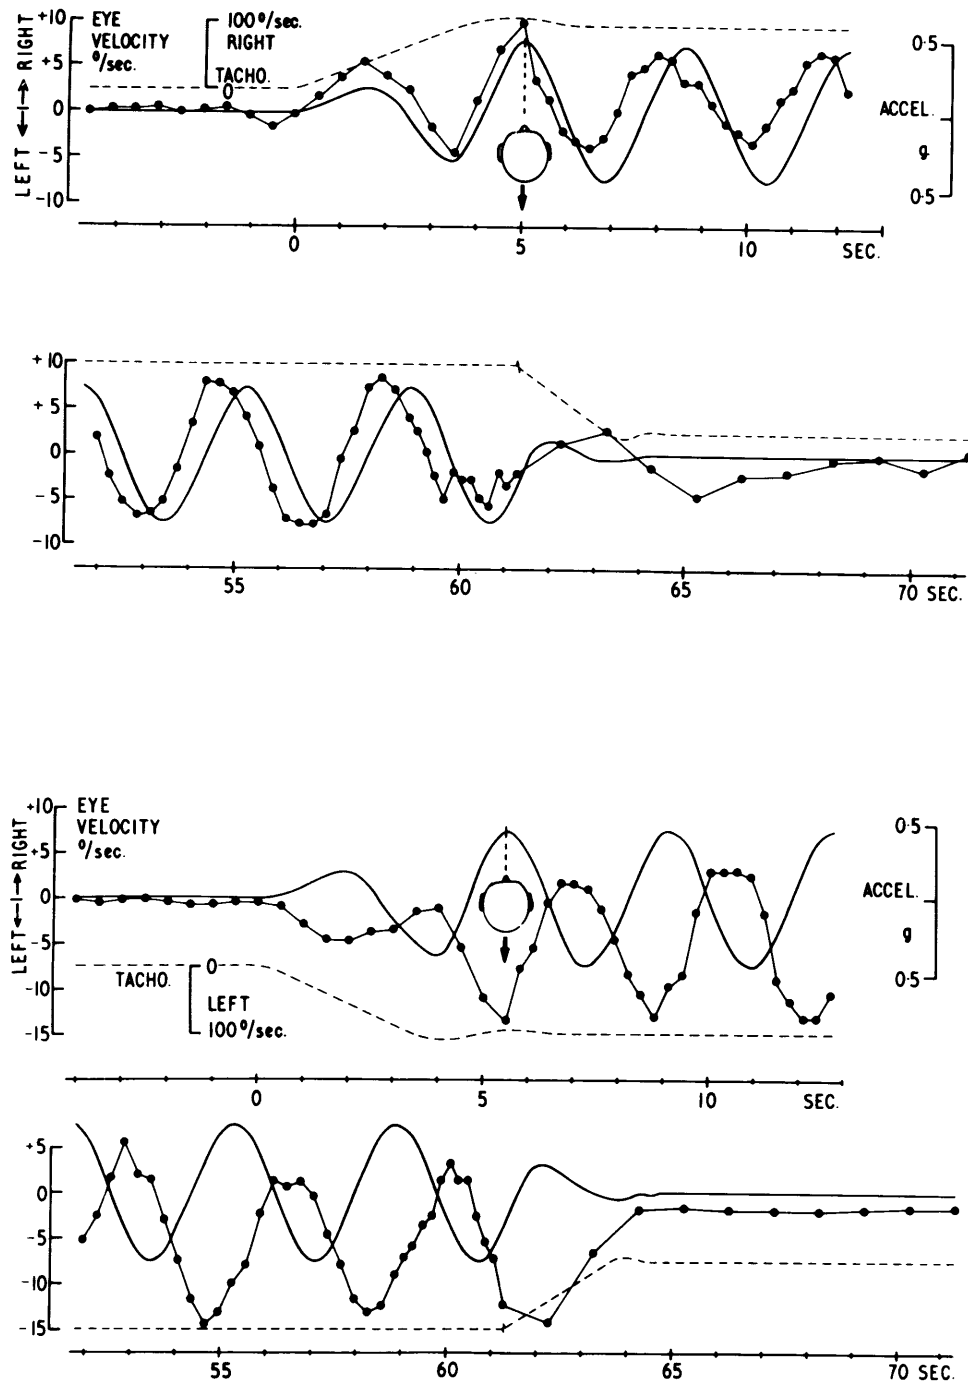 +10 EYE 100 º/sec.
VELOCITY RIGHT
º/sec.
+5 TACHO. 0
0
-5
-10
LEFT ←I→ RIGHT
0·5
ACCEL.
g
0·5
0 5 10 SEC.
+10
+5
0
-5
-10
55 60 65 70 SEC.
+10 EYE
VELOCITY
º/sec.
+5
0
-5
-10
-15
LEFT ←I→ RIGHT
TACHO. 0
LEFT
100º/sec.
0·5
ACCEL.
g
0·5
0 5 10 SEC.
+5
0
-5
-10
-15
55 60 65 70 SEC.